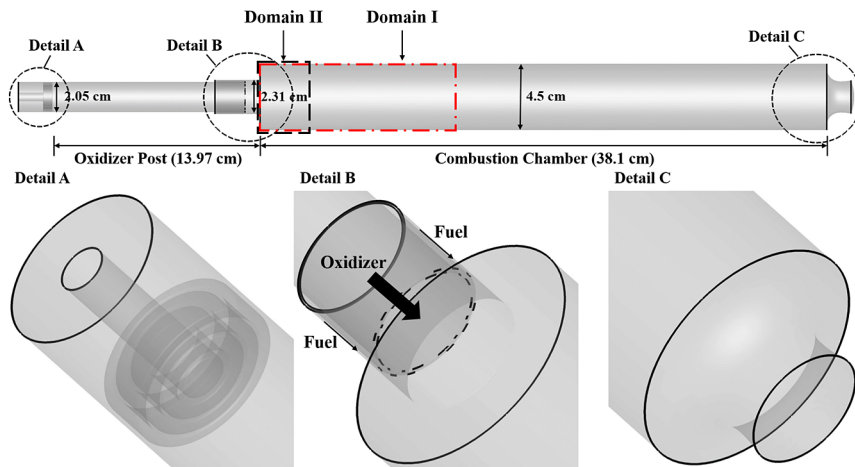 Domain II
Domain I
Detail A
Detail B
Detail C
2.05 cm
2.31 cm
4.5 cm
Oxidizer Post (13.97 cm)
Combustion Chamber (38.1 cm)
Detail A
Detail B
Detail C
Fuel
Oxidizer
Fuel